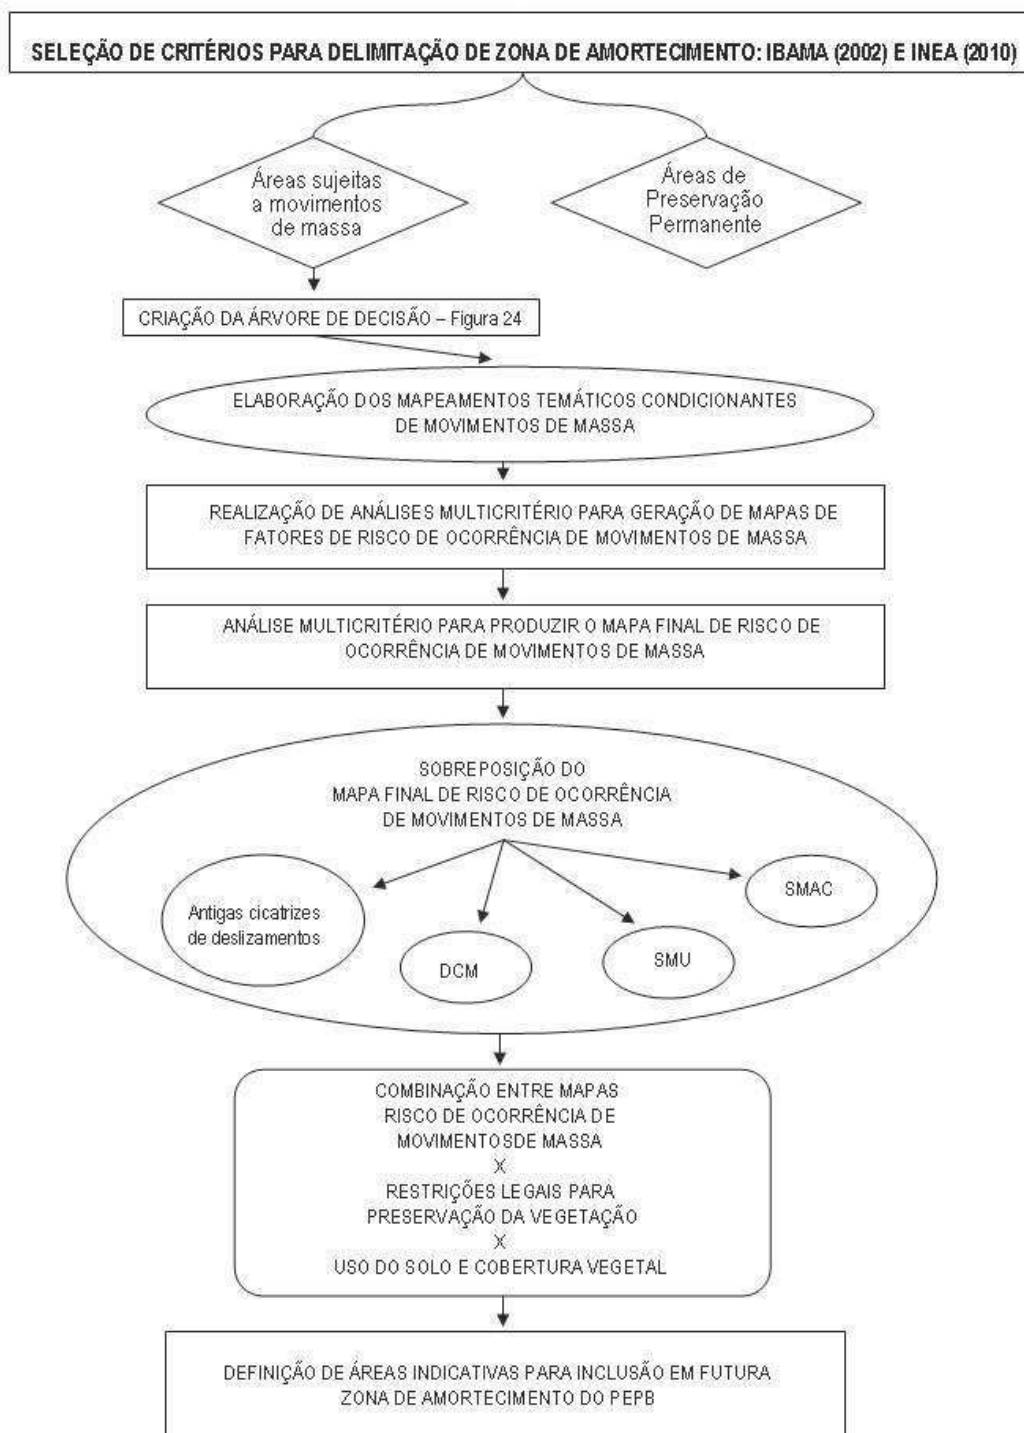 SELEÇÃO DE CRITÉRIOS PARA DELIMITAÇÃO DE ZONA DE AMORTECIMENTO: IBAMA (2002) E INEA (2010)
Áreas sujeitas
a movimentos
de massa
Áreas de
Preservação
Permanente
CRIAÇÃO DA ÁRVORE DE DECISÃO – Figura 24
ELABORAÇÃO DOS MAPEAMENTOS TEMÁTICOS CONDICIONANTES
DE MOVIMENTOS DE MASSA
REALIZAÇÃO DE ANÁLISES MULTICRITÉRIO PARA GERAÇÃO DE MAPAS DE
FATORES DE RISCO DE OCORRÊNCIA DE MOVIMENTOS DE MASSA
ANÁLISE MULTICRITÉRIO PARA PRODUZIR O MAPA FINAL DE RISCO DE
OCORRÊNCIA DE MOVIMENTOS DE MASSA
SOBREPOSIÇÃO DO
MAPA FINAL DE RISCO DE OCORRÊNCIA
DE MOVIMENTOS DE MASSA
Antigas cicatrizes
de deslizamentos
DCM
SMU
SMAC
COMBINAÇÃO ENTRE MAPAS
RISCO DE OCORRÊNCIA DE
MOVIMENTOSDE MASSA
X
RESTRIÇÕES LEGAIS PARA
PRESERVAÇÃO DA VEGETAÇÃO
X
USO DO SOLO E COBERTURA VEGETAL
DEFINIÇÃO DE ÁREAS INDICATIVAS PARA INCLUSÃO EM FUTURA
ZONA DE AMORTECIMENTO DO PEPB